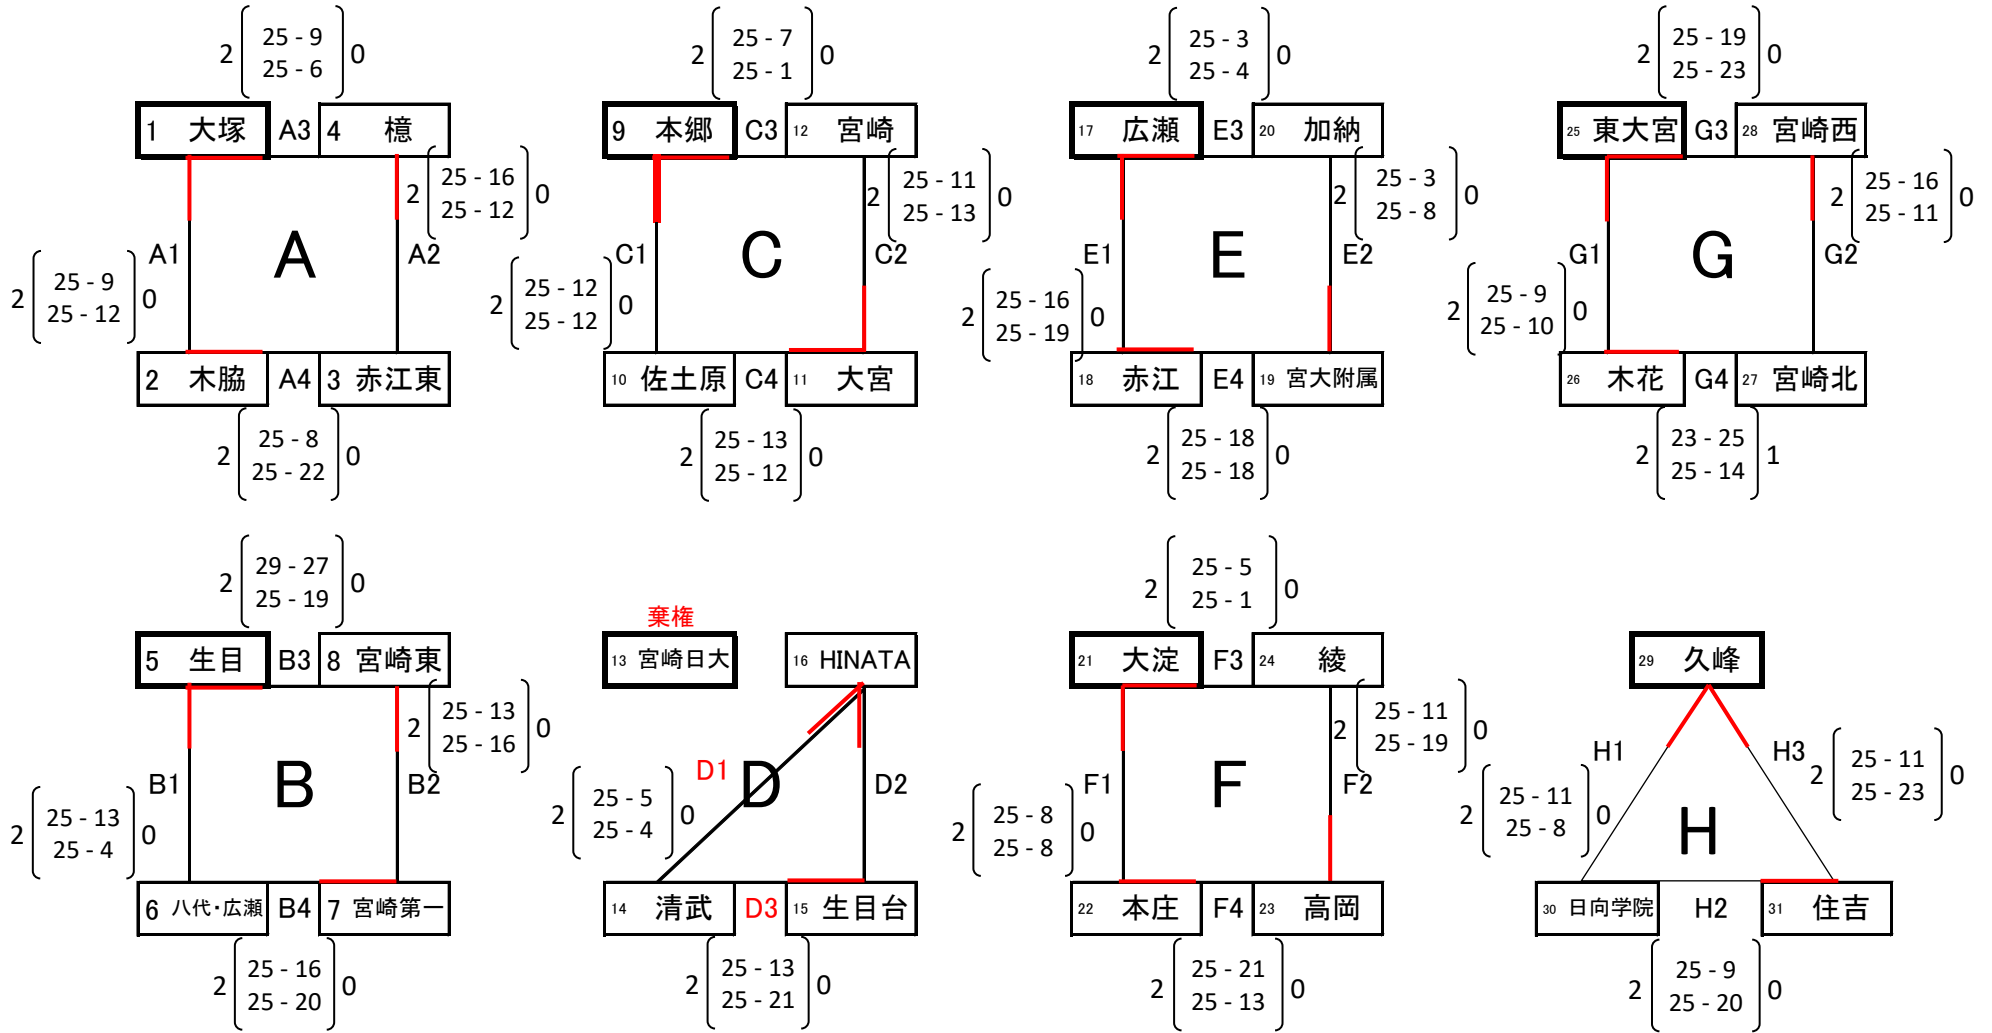 2 25 - 9 0
25 - 6
1 大塚 A3 4 檍
2 25 - 16 0
25 - 12
A1 A A2
2 25 - 9 0
25 - 12
2 木脇 A4 3 赤江東
2 25 - 8 0
25 - 22
2 25 - 7 0
25 - 1
9 本郷 C3 12 宮崎
2 25 - 11 0
25 - 13
C1 C C2
2 25 - 12 0
25 - 12
10 佐土原 C4 11 大宮
2 25 - 13 0
25 - 12
2 25 - 3 0
25 - 4
17 広瀬 E3 20 加納
2 25 - 3 0
25 - 8
E1 E E2
2 25 - 16 0
25 - 19
18 赤江 E4 19 宮大附属
2 25 - 18 0
25 - 18
2 25 - 19 0
25 - 23
25 東大宮 G3 28 宮崎西
2 25 - 16 0
25 - 11
G1 G G2
2 25 - 9 0
25 - 10
26 木花 G4 27 宮崎北
2 23 - 25 1
25 - 14
2 29 - 27 0
25 - 19
5 生目 B3 8 宮崎東
2 25 - 13 0
25 - 16
B1 B B2
2 25 - 13 0
25 - 4
6 八代・広瀬 B4 7 宮崎第一
2 25 - 16 0
25 - 20
棄権
13 宮崎日大 16 HINATA
D1 D D2
2 25 - 5 0
25 - 4
14 清武 D3 15 生目台
2 25 - 13 0
25 - 21
2 25 - 5 0
25 - 1
21 大淀 F3 24 綾
2 25 - 11 0
25 - 19
F1 F F2
2 25 - 8 0
25 - 8
22 本庄 F4 23 高岡
2 25 - 21 0
25 - 13
29 久峰
H1 H3
2 25 - 11 0
25 - 23
2 25 - 11 0
25 - 8
H
30 日向学院 H2 31 住吉
2 25 - 9 0
25 - 20